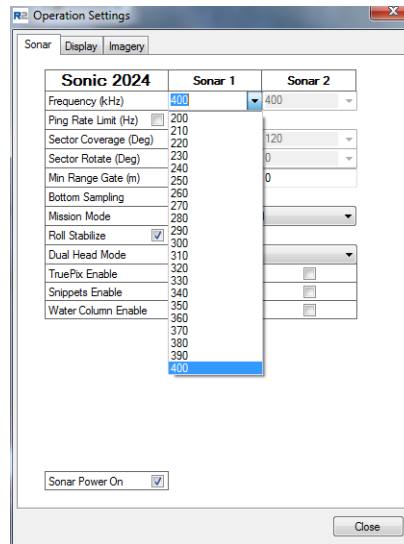 R2 Operation Settings
Sonar Display Imagery
Sonic 2024 Sonar 1 Sonar 2
Frequency (kHz) 400 400
Ping Rate Limit (Hz)
Sector Coverage (Deg) 120
Sector Rotate (Deg) 0
Min Range Gate (m) 0
Bottom Sampling
Mission Mode
Roll Stabilize
Dual Head Mode
TruePix Enable
Snippets Enable
Water Column Enable
200
210
220
230
240
250
260
270
280
290
300
310
320
330
340
350
360
370
380
390
400
Sonar Power On
Close